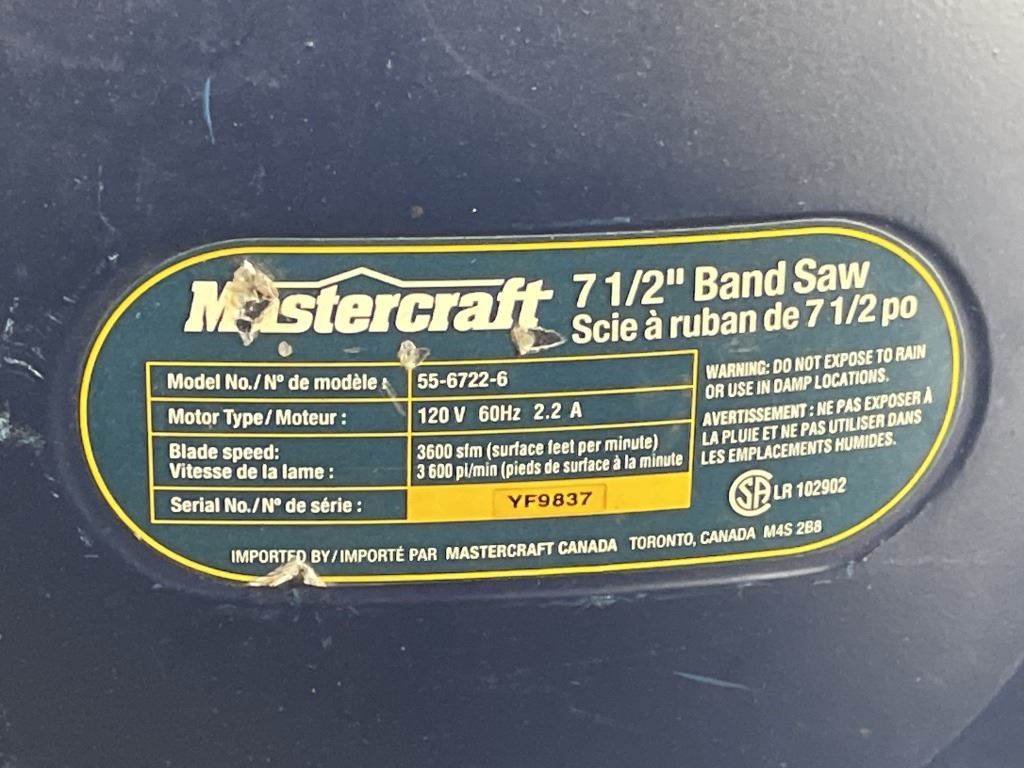 Mastercraft
7 1/2" Band Saw
Scie à ruban de 7 1/2 po
Model No./Nº de modèle : 55-6722-6
Motor Type/Moteur : 120 V 60Hz 2.2 A
Blade speed: 3600 sfm (surface feet per minute)
Vitesse de la lame : 3 600 pi/min (pieds de surface à la minute
Serial No./Nº de série : YF9837
WARNING: DO NOT EXPOSE TO RAIN
OR USE IN DAMP LOCATIONS.
AVERTISSEMENT : NE PAS EXPOSER À
LA PLUIE ET NE PAS UTILISER DANS
LES EMPLACEMENTS HUMIDES.
SA LR 102902
IMPORTED BY/IMPORTÉ PAR MASTERCRAFT CANADA TORONTO, CANADA M4S 2B8